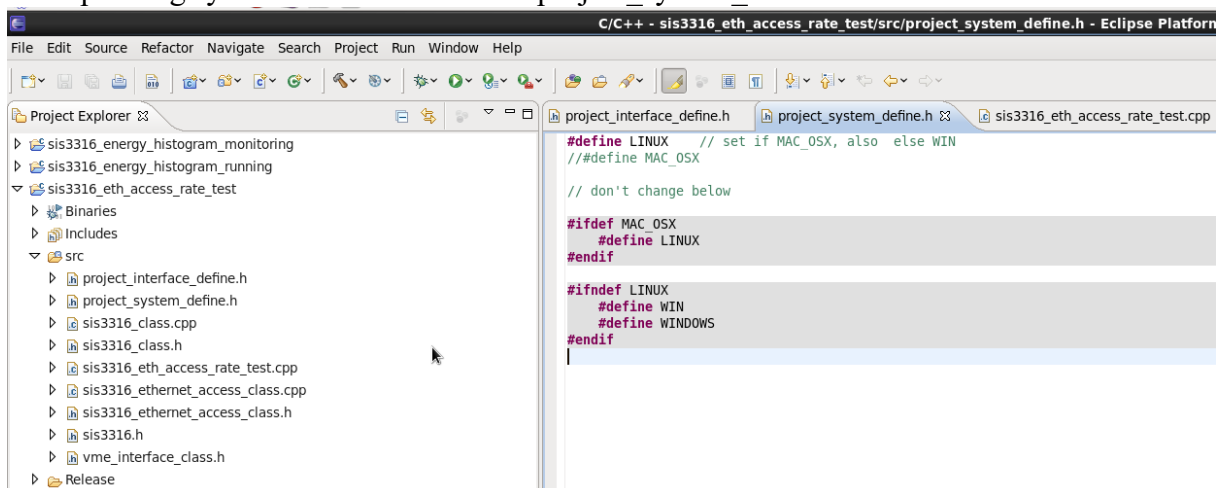 C/C++ - sis3316_eth_access_rate_test/src/project_system_define.h - Eclipse Platform
File Edit Source Refactor Navigate Search Project Run Window Help
Project Explorer
project_interface_define.h
project_system_define.h
sis3316_eth_access_rate_test.cpp
sis3316_energy_histogram_monitoring
sis3316_energy_histogram_running
sis3316_eth_access_rate_test
Binaries
Includes
src
project_interface_define.h
project_system_define.h
sis3316_class.cpp
sis3316_class.h
sis3316_eth_access_rate_test.cpp
sis3316_ethernet_access_class.cpp
sis3316_ethernet_access_class.h
sis3316.h
vme_interface_class.h
Release
#define LINUX    // set if MAC_OSX, also  else WIN
//#define MAC_OSX
// don't change below
#ifdef MAC_OSX
    #define LINUX
#endif
#ifndef LINUX
    #define WIN
    #define WINDOWS
#endif